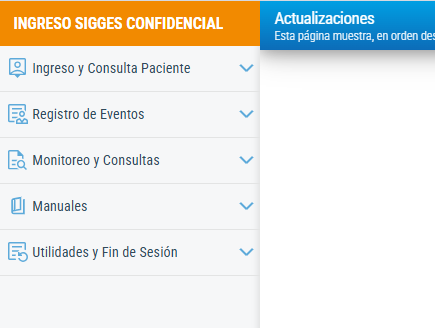 INGRESO SIGGES CONFIDENCIAL
Ingreso y Consulta Paciente
Registro de Eventos
Monitoreo y Consultas
Manuales
Utilidades y Fin de Sesión
Actualizaciones
Esta página muestra, en orden